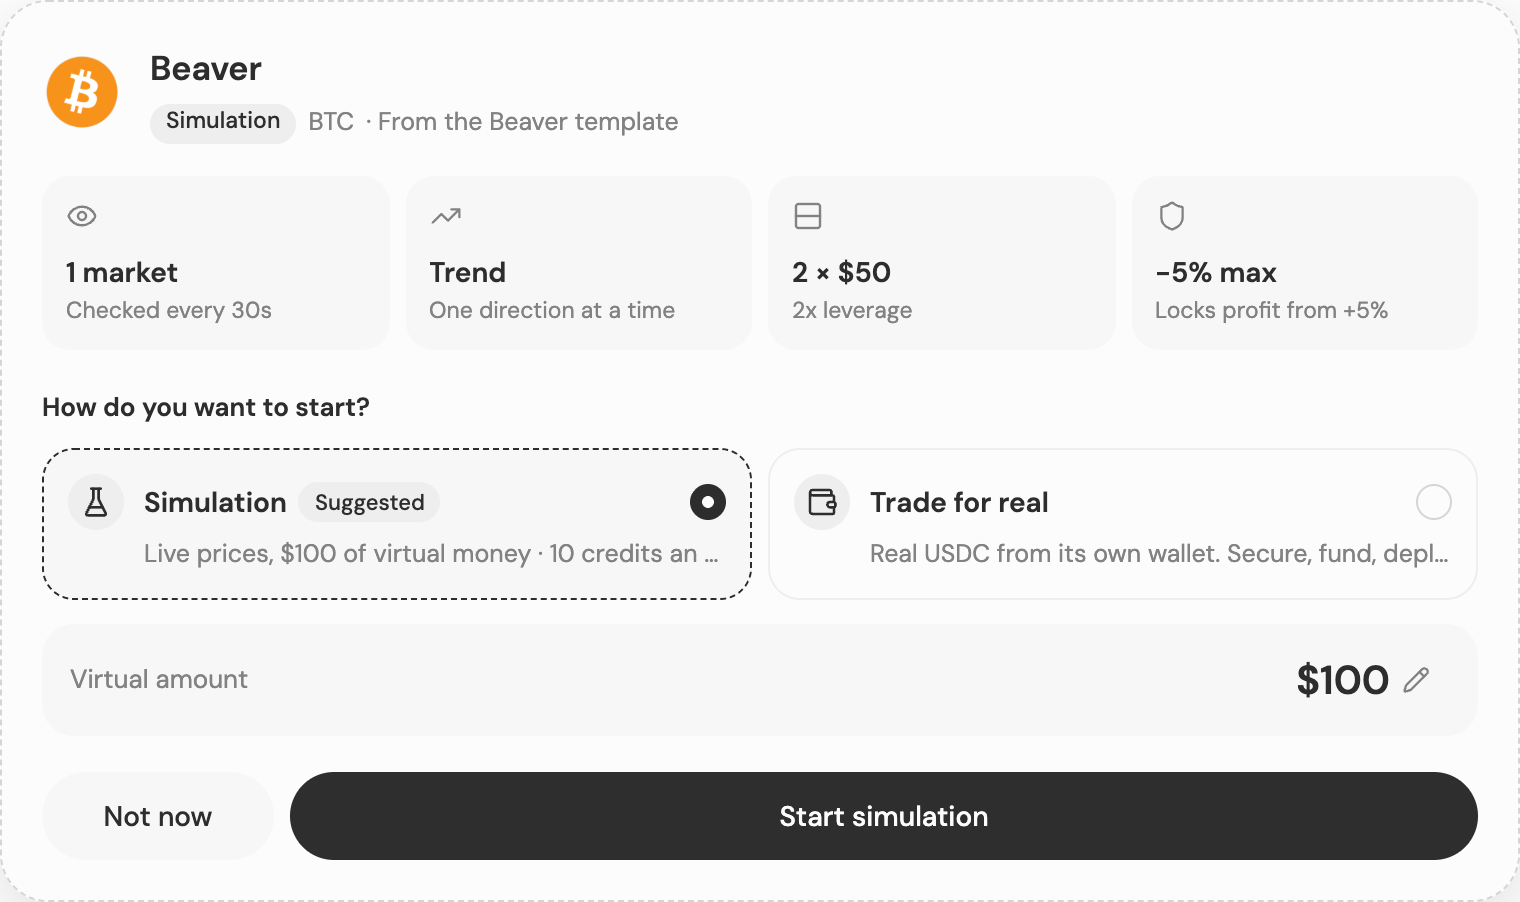 Beaver
Simulation BTC · From the Beaver template
1 market
Checked every 30s
Trend
One direction at a time
2 × $50
2x leverage
−5% max
Locks profit from +5%
How do you want to start?
Simulation Suggested
Live prices, $100 of virtual money · 10 credits an ...
Trade for real
Real USDC from its own wallet. Secure, fund, depl...
Virtual amount
$100
Not now
Start simulation